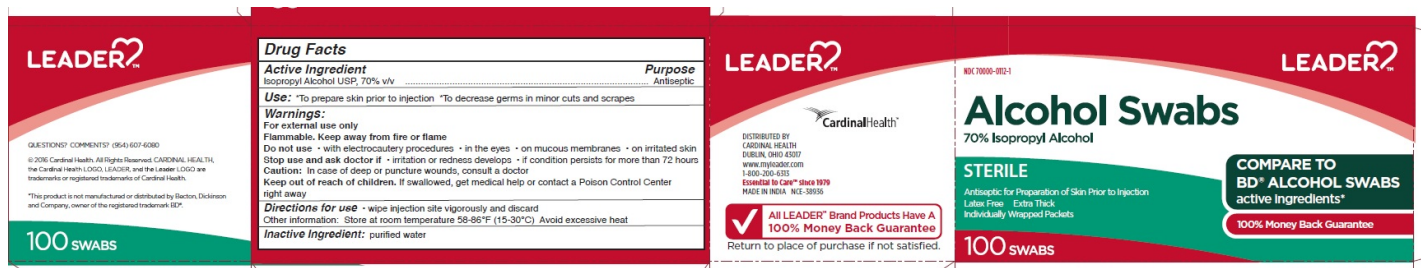 LEADER™
QUESTIONS? COMMENTS? (954) 607-6080
© 2016 Cardinal Health. All Rights Reserved. CARDINAL HEALTH,
the Cardinal Health LOGO, LEADER, and the Leader LOGO are
trademarks or registered trademarks of Cardinal Health.
*This product is not manufactured or distributed by Becton, Dickinson
and Company, owner of the registered trademark BD®.
100 SWABS
Drug Facts
Active Ingredient Purpose
Isopropyl Alcohol USP, 70% v/v ........ Antiseptic
Use: *To prepare skin prior to injection *To decrease germs in minor cuts and scrapes
Warnings:
For external use only
Flammable. Keep away from fire or flame
Do not use • with electrocautery procedures • in the eyes • on mucous membranes • on irritated skin
Stop use and ask doctor if • irritation or redness develops • if condition persists for more than 72 hours
Caution: In case of deep or puncture wounds, consult a doctor
Keep out of reach of children. If swallowed, get medical help or contact a Poison Control Center
right away
Directions for use • wipe injection site vigorously and discard
Other information: Store at room temperature 58-86°F (15-30°C) Avoid excessive heat
Inactive Ingredient: purified water
LEADER™
CardinalHealth™
DISTRIBUTED BY
CARDINAL HEALTH
DUBLIN, OHIO 43017
www.myleader.com
1-800-200-6313
Essential to Care™ since 1979
MADE IN INDIA NCE-38936
All LEADER™ Brand Products Have A
100% Money Back Guarantee
Return to place of purchase if not satisfied.
NDC 70000-0112-1
LEADER™
Alcohol Swabs
70% Isopropyl Alcohol
STERILE
Antiseptic for Preparation of Skin Prior to Injection
Latex Free Extra Thick
Individually Wrapped Packets
100 SWABS
COMPARE TO
BD® ALCOHOL SWABS
active ingredients*
100% Money Back Guarantee